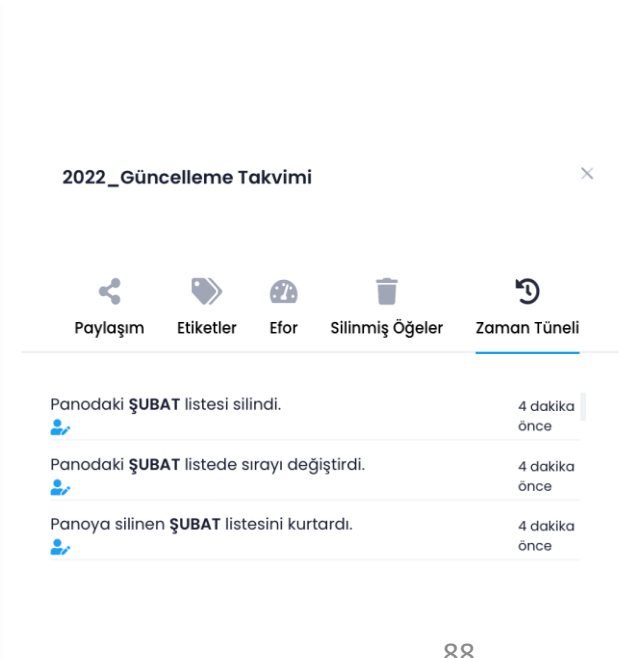 2022_Güncelleme Takvimi
Paylaşım Etiketler Efor Silinmiş Öğeler Zaman Tüneli
Panodaki ŞUBAT listesi silindi.
4 dakika
önce
Panodaki ŞUBAT listede sırayı değiştirdi.
4 dakika
önce
Panoya silinen ŞUBAT listesini kurtardı.
4 dakika
önce
88